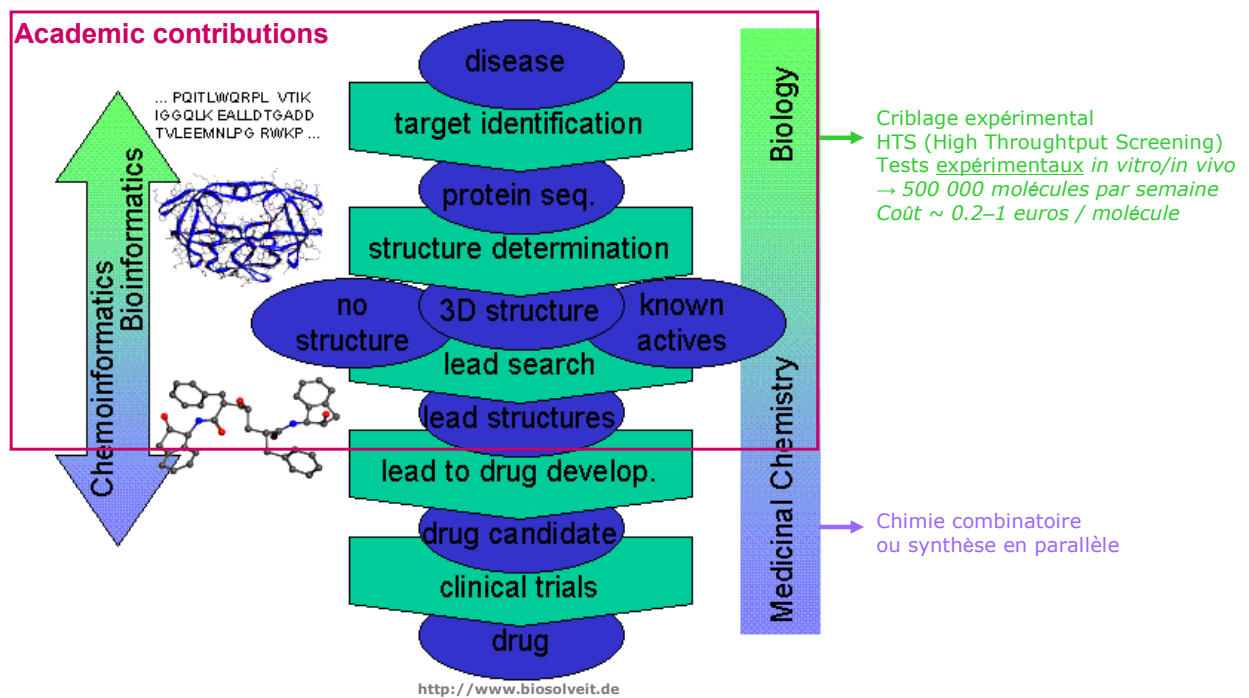 Academic contributions
... PQITLWQRPL VTIK
IGGQLK EALLDTGADD
TVLEEMNLPG RWKP ...
Chemoinformatics
Bioinformatics
disease
target identification
protein seq.
structure determination
no
structure
3D structure
known
actives
lead search
lead structures
lead to drug develop.
drug candidate
clinical trials
drug
Biology
Medicinal Chemistry
Criblage expérimental
HTS (High Throughtput Screening)
Tests expérimentaux in vitro/in vivo
→ 500 000 molécules par semaine
Coût ~ 0.2–1 euros / molécule
Chimie combinatoire
ou synthèse en parallèle
http://www.biosolveit.de